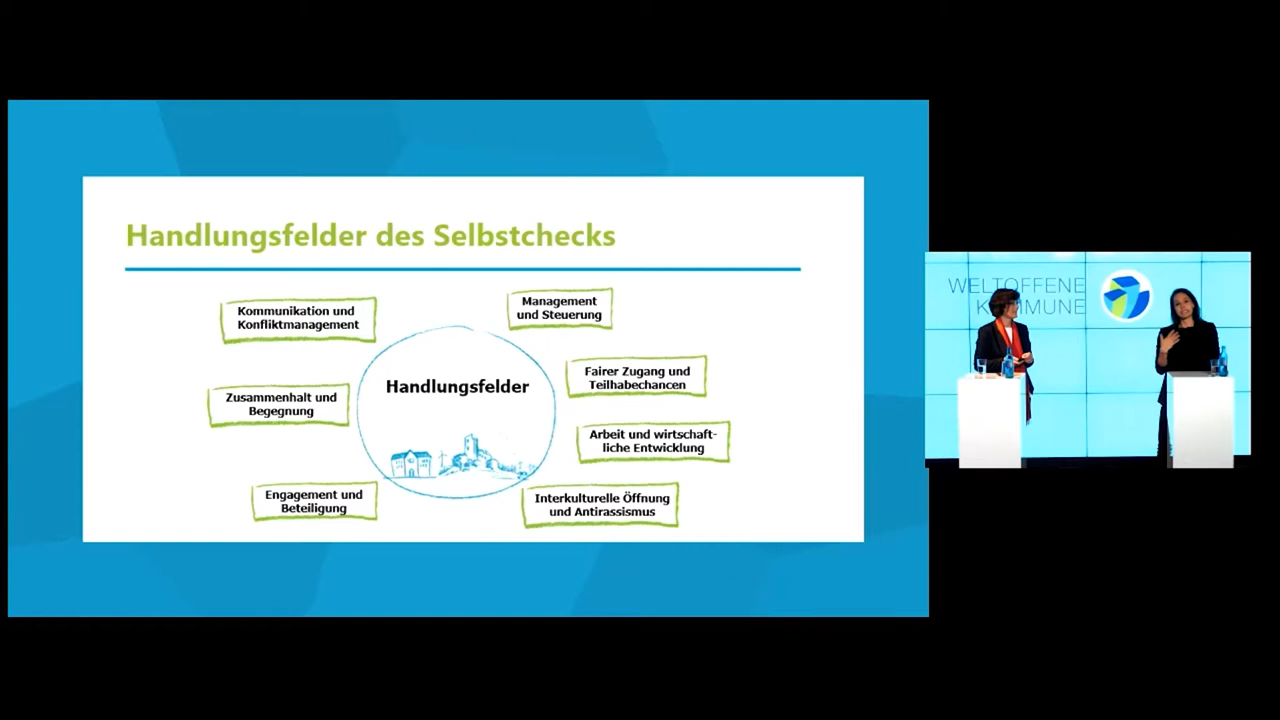 Handlungsfelder des Selbstchecks
Management
und Steuerung
Kommunikation und
Konfliktmanagement
Fairer Zugang und
Teilhabechancen
Handlungsfelder
Zusammenhalt und
Begegnung
Arbeit und wirtschaft-
liche Entwicklung
Engagement und
Beteiligung
Interkulturelle Öffnung
und Antirassismus
WELTOFFENE
KOMMUNE